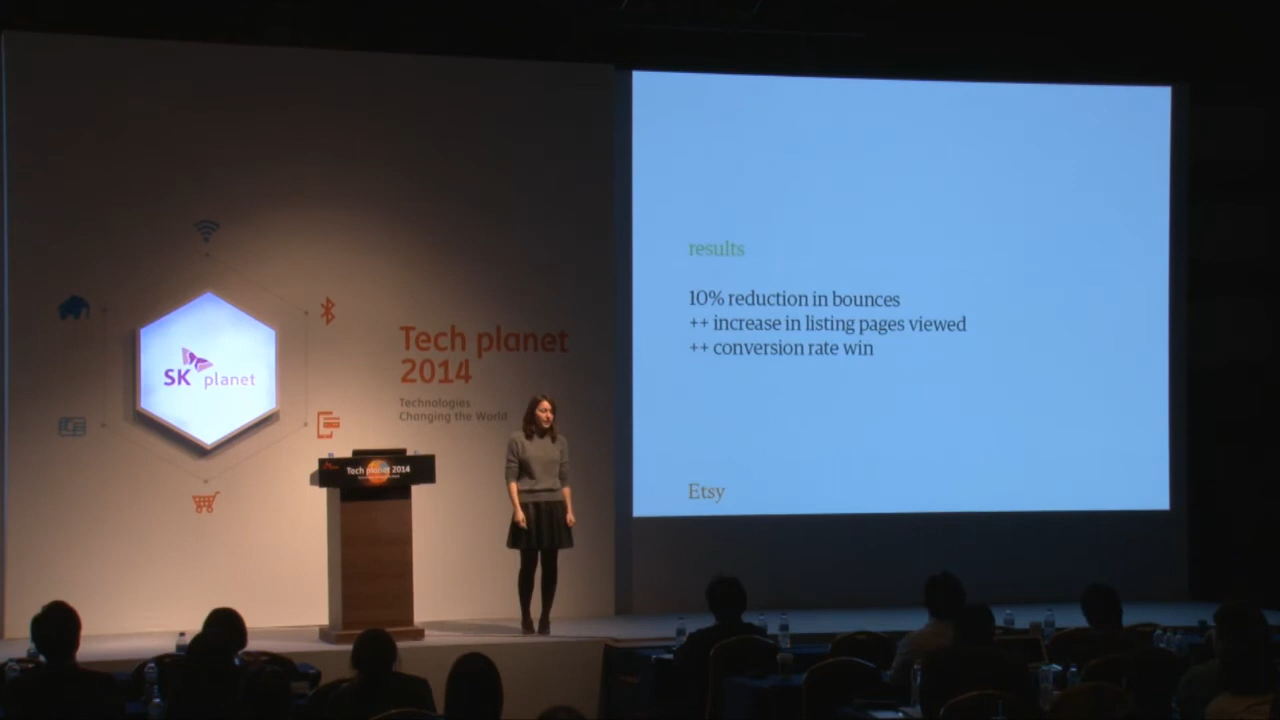 SK planet
Tech planet
2014
Technologies
Changing the World
Tech planet 2014
results
10% reduction in bounces
++ increase in listing pages viewed
++ conversion rate win
Etsy